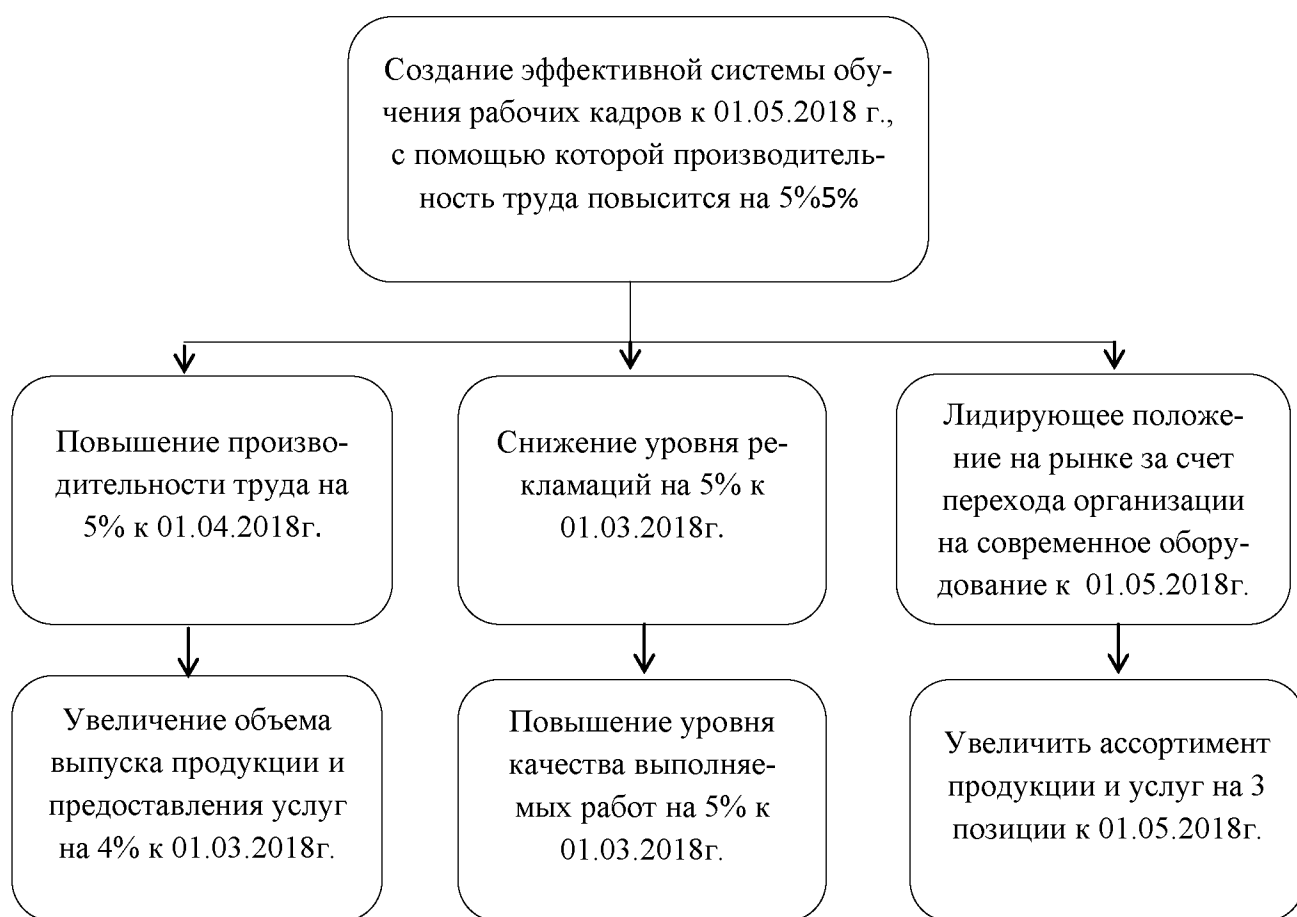 Создание эффективной системы обу-
чения рабочих кадров к 01.05.2018 г.,
с помощью которой производитель-
ность труда повысится на 5%5%
Повышение произво-
дительности труда на
5% к 01.04.2018г.
Снижение уровня ре-
кламаций на 5% к
01.03.2018г.
Лидирующее положе-
ние на рынке за счет
перехода организации
на современное обору-
дование к  01.05.2018г.
Увеличение объема
выпуска продукции и
предоставления услуг
на 4% к 01.03.2018г.
Повышение уровня
качества выполняе-
мых работ на 5% к
01.03.2018г.
Увеличить ассортимент
продукции и услуг на 3
позиции к 01.05.2018г.